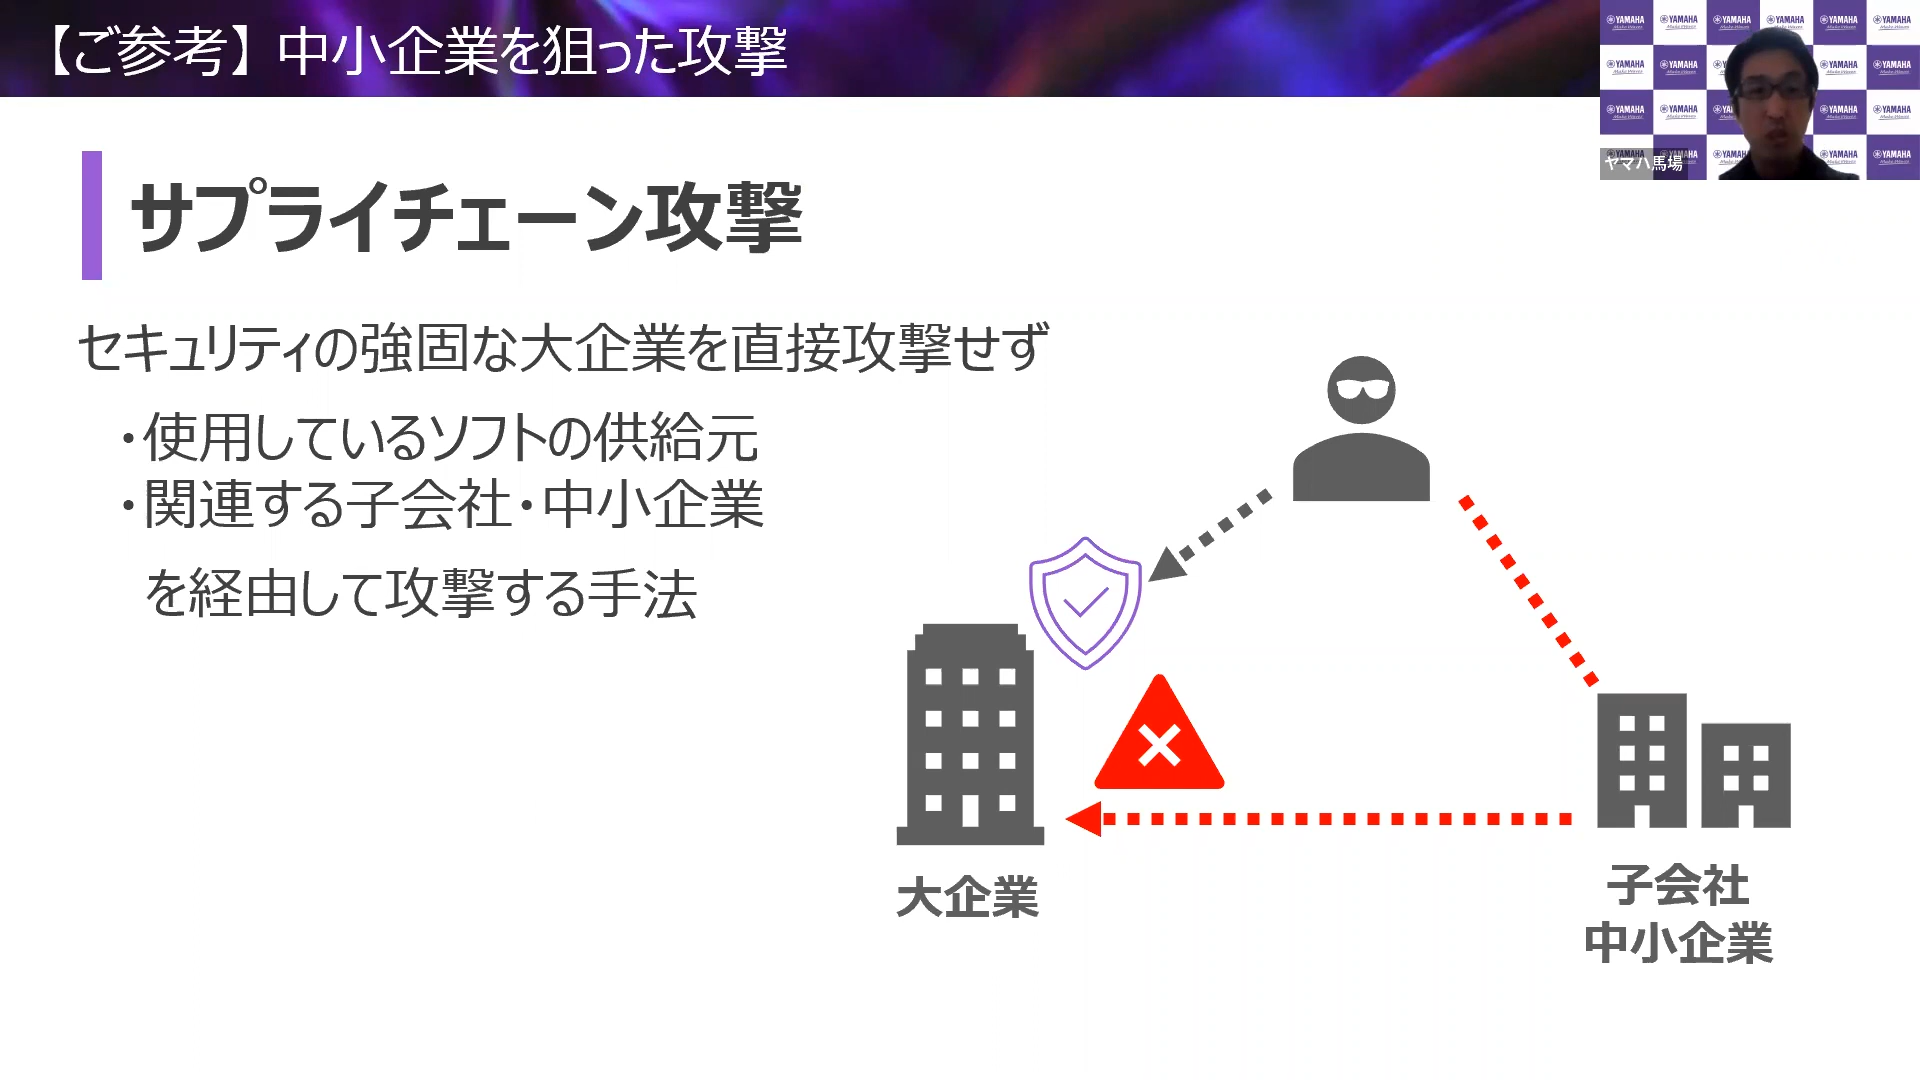 【ご参考】中小企業を狙った攻撃
サプライチェーン攻撃
セキュリティの強固な大企業を直接攻撃せず
・使用しているソフトの供給元
・関連する子会社・中小企業
を経由して攻撃する手法
大企業
子会社
中小企業
YAMAHA
Make Waves
ヤマハ馬場